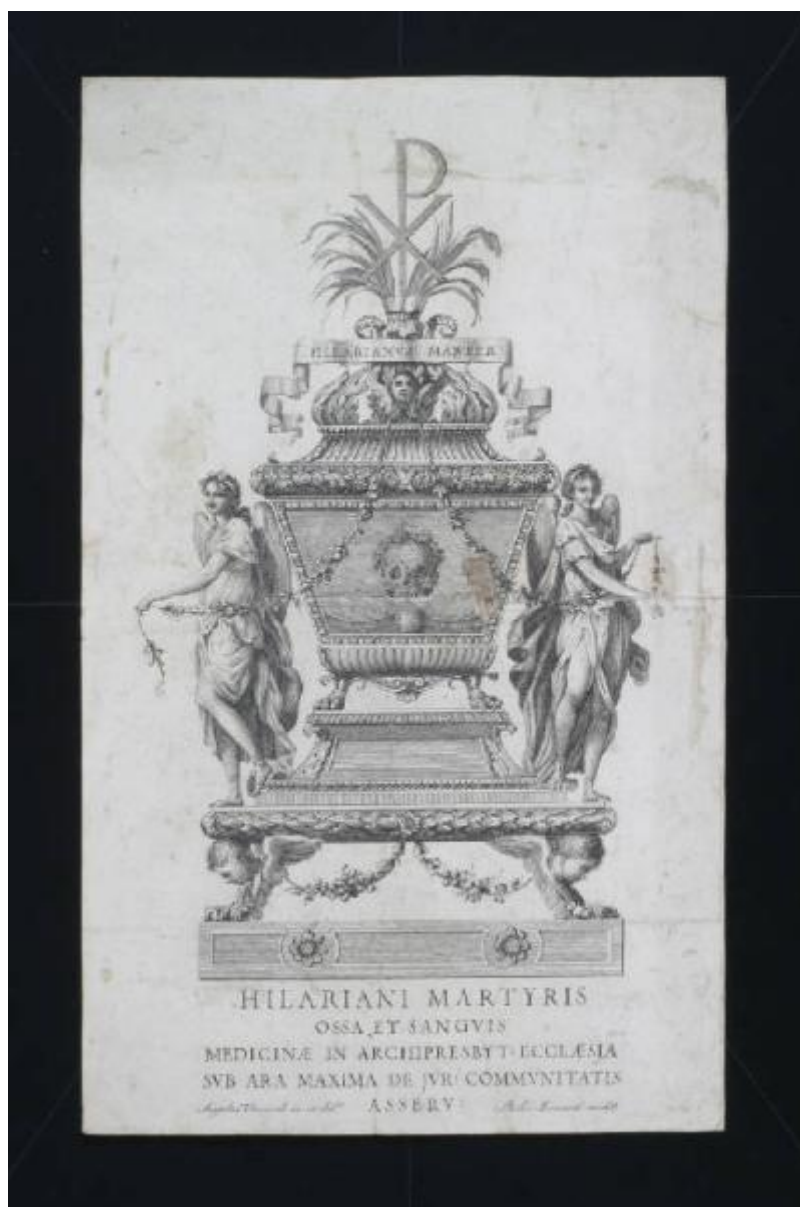 HILARIANVS MARTYR
HILARIANI MARTYRIS
OSSA ET SANGVIS
MEDICINÆ IN ARCHIPRESBYT· ECCLÆSIA
SVB ARA MAXIMA DE JVR· COMMVNITATIS
ASSERV: